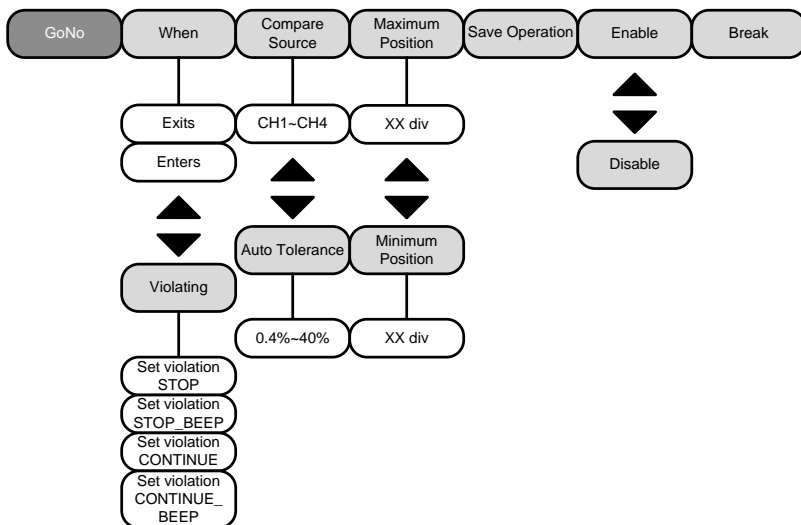 GoNo
When
Compare
Source
Maximum
Position
Save Operation
Enable
Break
Exits
Enters
CH1~CH4
XX div
Disable
Violating
Auto Tolerance
Minimum
Position
0.4%~40%
XX div
Set violation
STOP
Set violation
STOP_BEEP
Set violation
CONTINUE
Set violation
CONTINUE_
BEEP